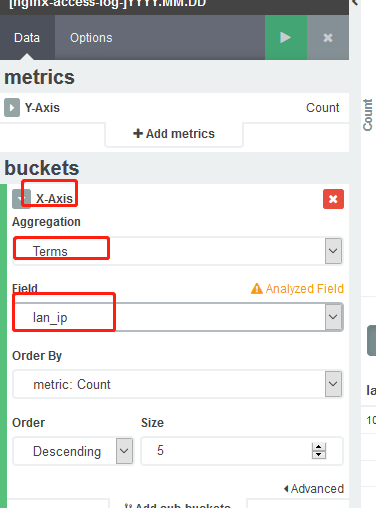 [nginx-access-log-]YYYY.MM.DD
Data Options
metrics
Y-Axis Count
Add metrics
buckets
X-Axis
Aggregation
Terms
Field Analyzed Field
lan_ip
Order By
metric: Count
Order Size
Descending 5
Advanced
Add sub-buckets
Count
la
10